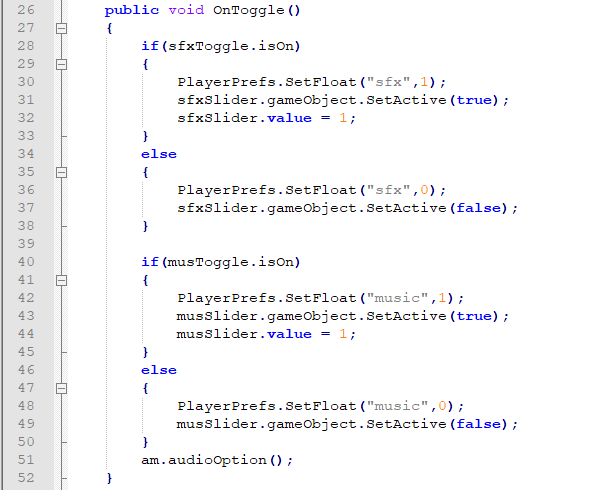 26 public void OnToggle()
27 {
28 if(sfxToggle.isOn)
29 {
30 PlayerPrefs.SetFloat("sfx",1);
31 sfxSlider.gameObject.SetActive(true);
32 sfxSlider.value = 1;
33 }
34 else
35 {
36 PlayerPrefs.SetFloat("sfx",0);
37 sfxSlider.gameObject.SetActive(false);
38 }
39
40 if(musToggle.isOn)
41 {
42 PlayerPrefs.SetFloat("music",1);
43 musSlider.gameObject.SetActive(true);
44 musSlider.value = 1;
45 }
46 else
47 {
48 PlayerPrefs.SetFloat("music",0);
49 musSlider.gameObject.SetActive(false);
50 }
51 am.audioOption();
52 }